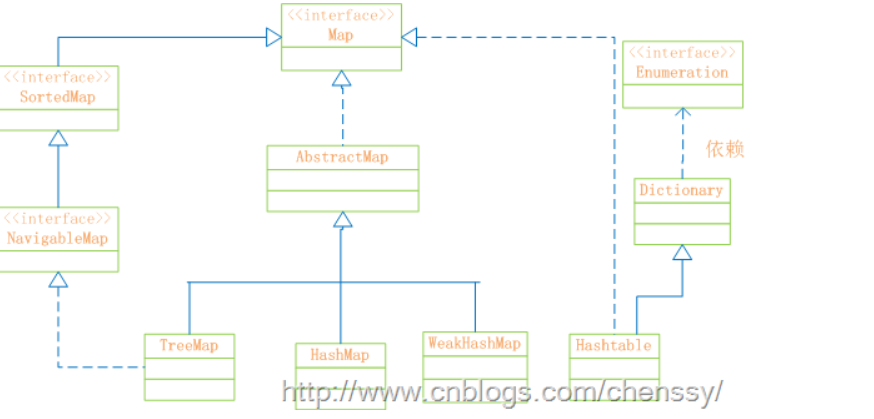 <<interface>>
Map
<<interface>>
Enumeration
<<interface>>
SortedMap
依赖
AbstractMap
Dictionary
<<interface>>
NavigableMap
TreeMap
HashMap
WeakHashMap
Hashtable
http://www.cnblogs.com/chenssy/